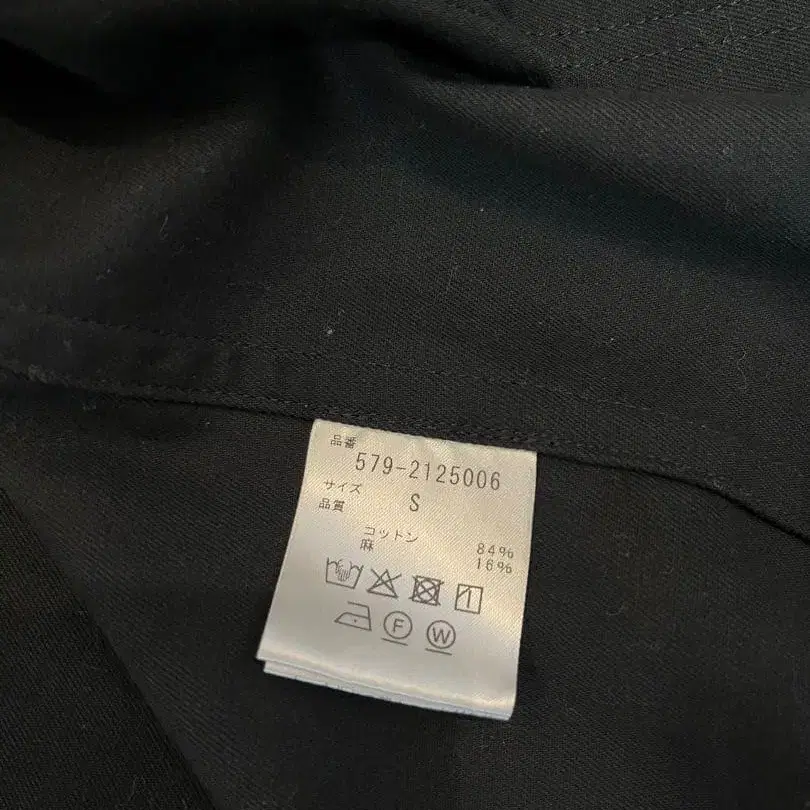 品番
579-2125006
サイズ S
品質
コットン 84%
麻 16%
F W